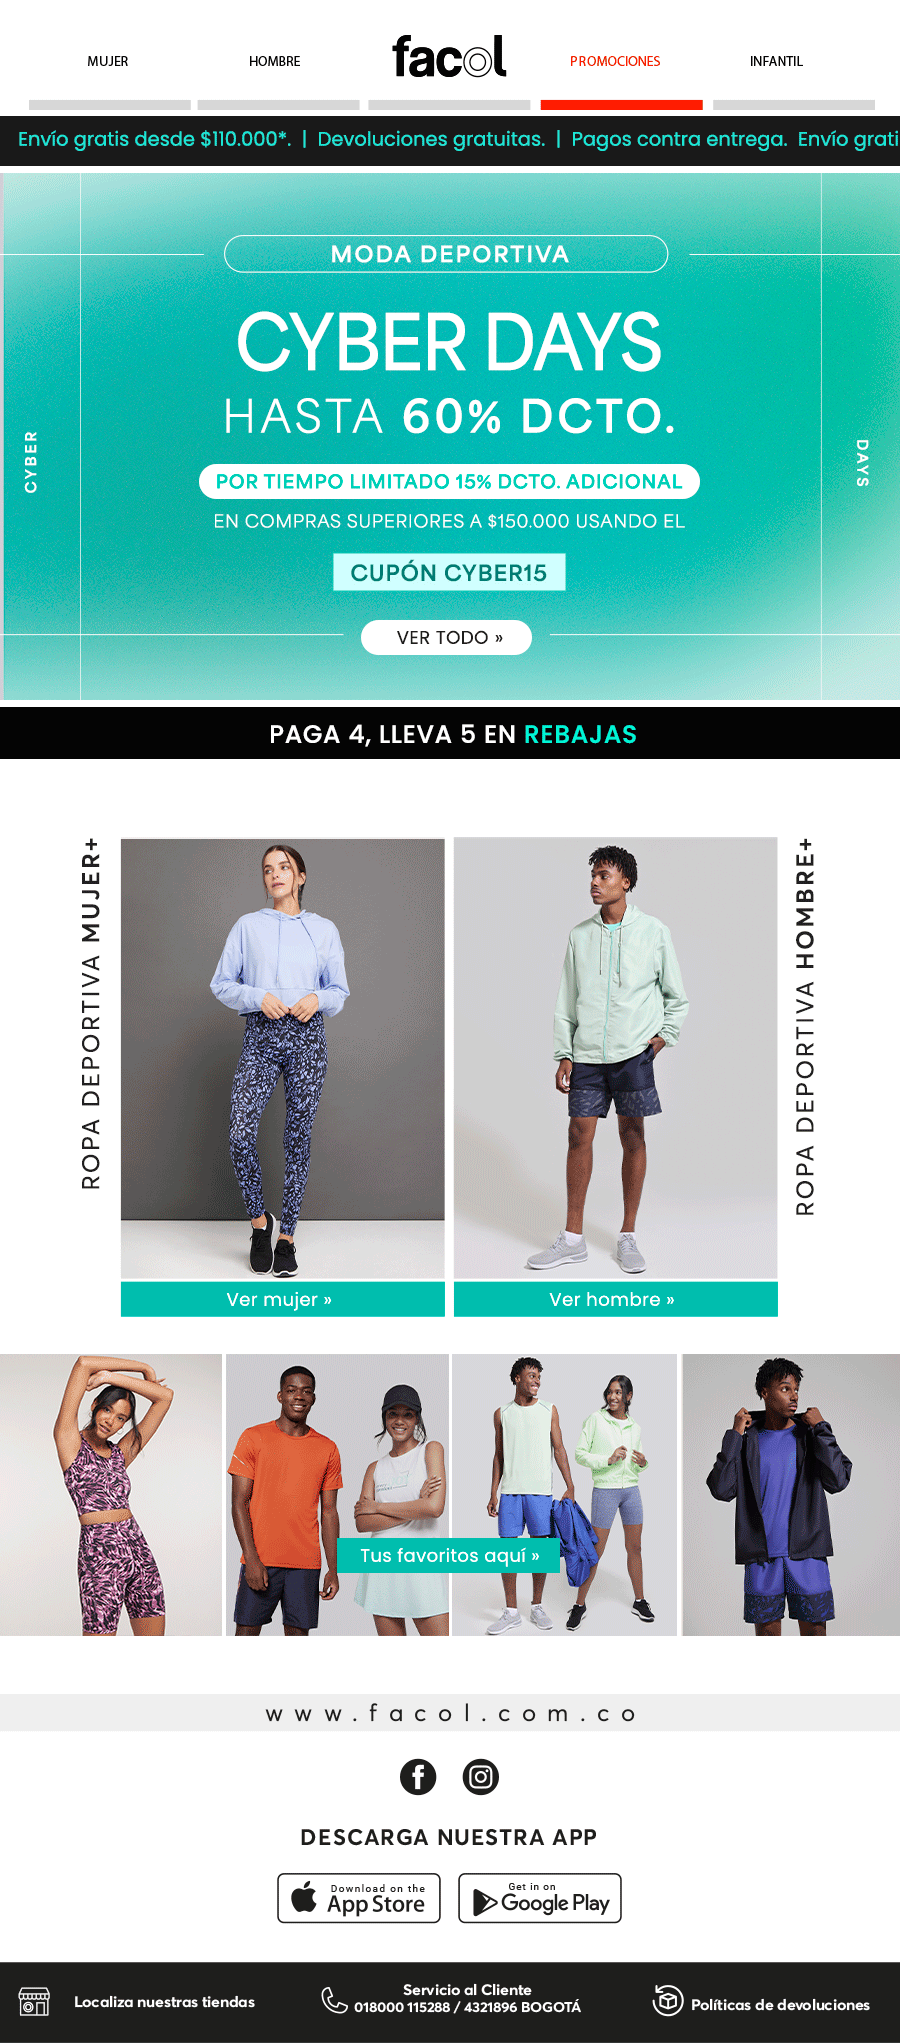 MUJER
HOMBRE
facol
PROMOCIONES
INFANTIL
Envío gratis desde $110.000*. | Devoluciones gratuitas. | Pagos contra entrega. Envío grati
MODA DEPORTIVA
CYBER DAYS
HASTA 60% DCTO.
CYBER
DAYS
POR TIEMPO LIMITADO 15% DCTO. ADICIONAL
EN COMPRAS SUPERIORES A $150.000 USANDO EL
CUPÓN CYBER15
VER TODO »
PAGA 4, LLEVA 5 EN REBAJAS
ROPA DEPORTIVA MUJER+
ROPA DEPORTIVA HOMBRE+
Ver mujer »
Ver hombre »
Tus favoritos aquí »
www.facol.com.co
DESCARGA NUESTRA APP
Download on the
App Store
Get in on
Google Play
Localiza nuestras tiendas
Servicio al Cliente
018000 115288 / 4321896 BOGOTÁ
Políticas de devoluciones